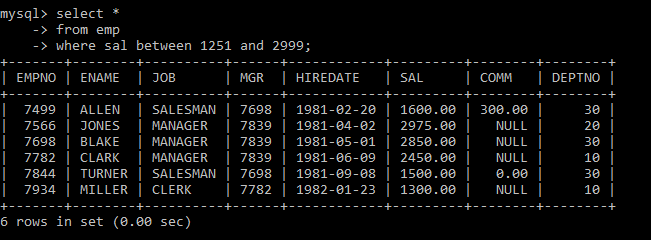 mysql> select *
    -> from emp
    -> where sal between 1251 and 2999;
+-------+--------+----------+------+------------+---------+--------+--------+
| EMPNO | ENAME  | JOB      | MGR  | HIREDATE   | SAL     | COMM   | DEPTNO |
+-------+--------+----------+------+------------+---------+--------+--------+
|  7499 | ALLEN  | SALESMAN | 7698 | 1981-02-20 | 1600.00 | 300.00 |     30 |
|  7566 | JONES  | MANAGER  | 7839 | 1981-04-02 | 2975.00 |   NULL |     20 |
|  7698 | BLAKE  | MANAGER  | 7839 | 1981-05-01 | 2850.00 |   NULL |     30 |
|  7782 | CLARK  | MANAGER  | 7839 | 1981-06-09 | 2450.00 |   NULL |     10 |
|  7844 | TURNER | SALESMAN | 7698 | 1981-09-08 | 1500.00 |   0.00 |     30 |
|  7934 | MILLER | CLERK    | 7782 | 1982-01-23 | 1300.00 |   NULL |     10 |
+-------+--------+----------+------+------------+---------+--------+--------+
6 rows in set (0.00 sec)